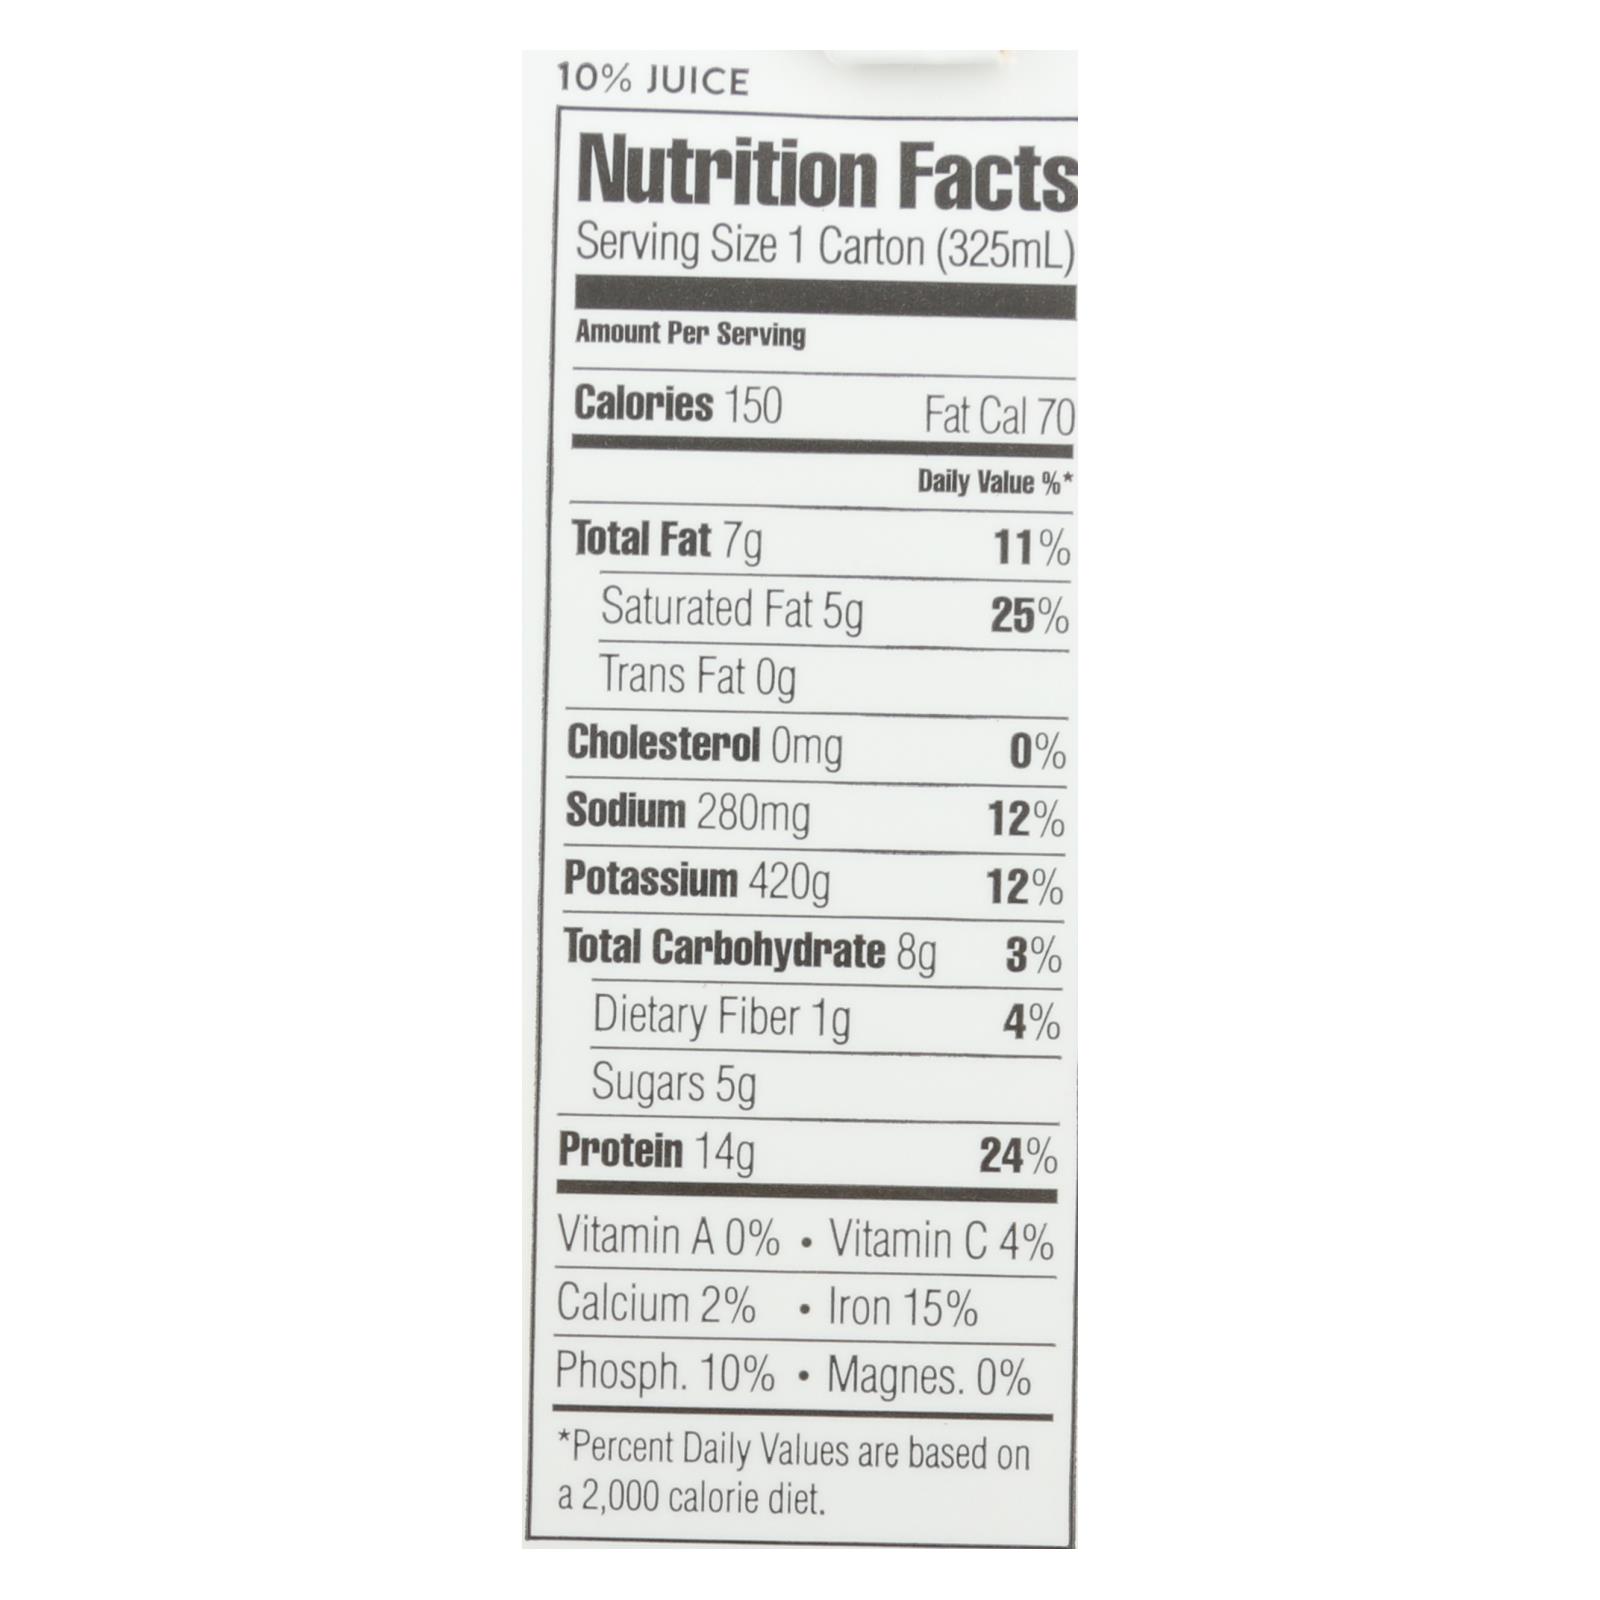 10% JUICE
Nutrition Facts
Serving Size 1 Carton (325mL)
Amount Per Serving
Calories 150 Fat Cal 70
Daily Value %*
Total Fat 7g 11%
Saturated Fat 5g 25%
Trans Fat 0g
Cholesterol 0mg 0%
Sodium 280mg 12%
Potassium 420g 12%
Total Carbohydrate 8g 3%
Dietary Fiber 1g 4%
Sugars 5g
Protein 14g 24%
Vitamin A 0% • Vitamin C 4%
Calcium 2% • Iron 15%
Phosph. 10% • Magnes. 0%
*Percent Daily Values are based on
a 2,000 calorie diet.